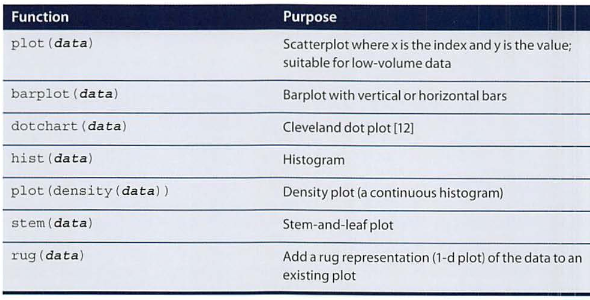 Function Purpose
plot(data) Scatterplot where x is the index and y is the value;
suitable for low-volume data
barplot(data) Barplot with vertical or horizontal bars
dotchart(data) Cleveland dot plot [12]
hist(data) Histogram
plot(density(data)) Density plot (a continuous histogram)
stem(data) Stem-and-leaf plot
rug(data) Add a rug representation (1-d plot) of the data to an
existing plot